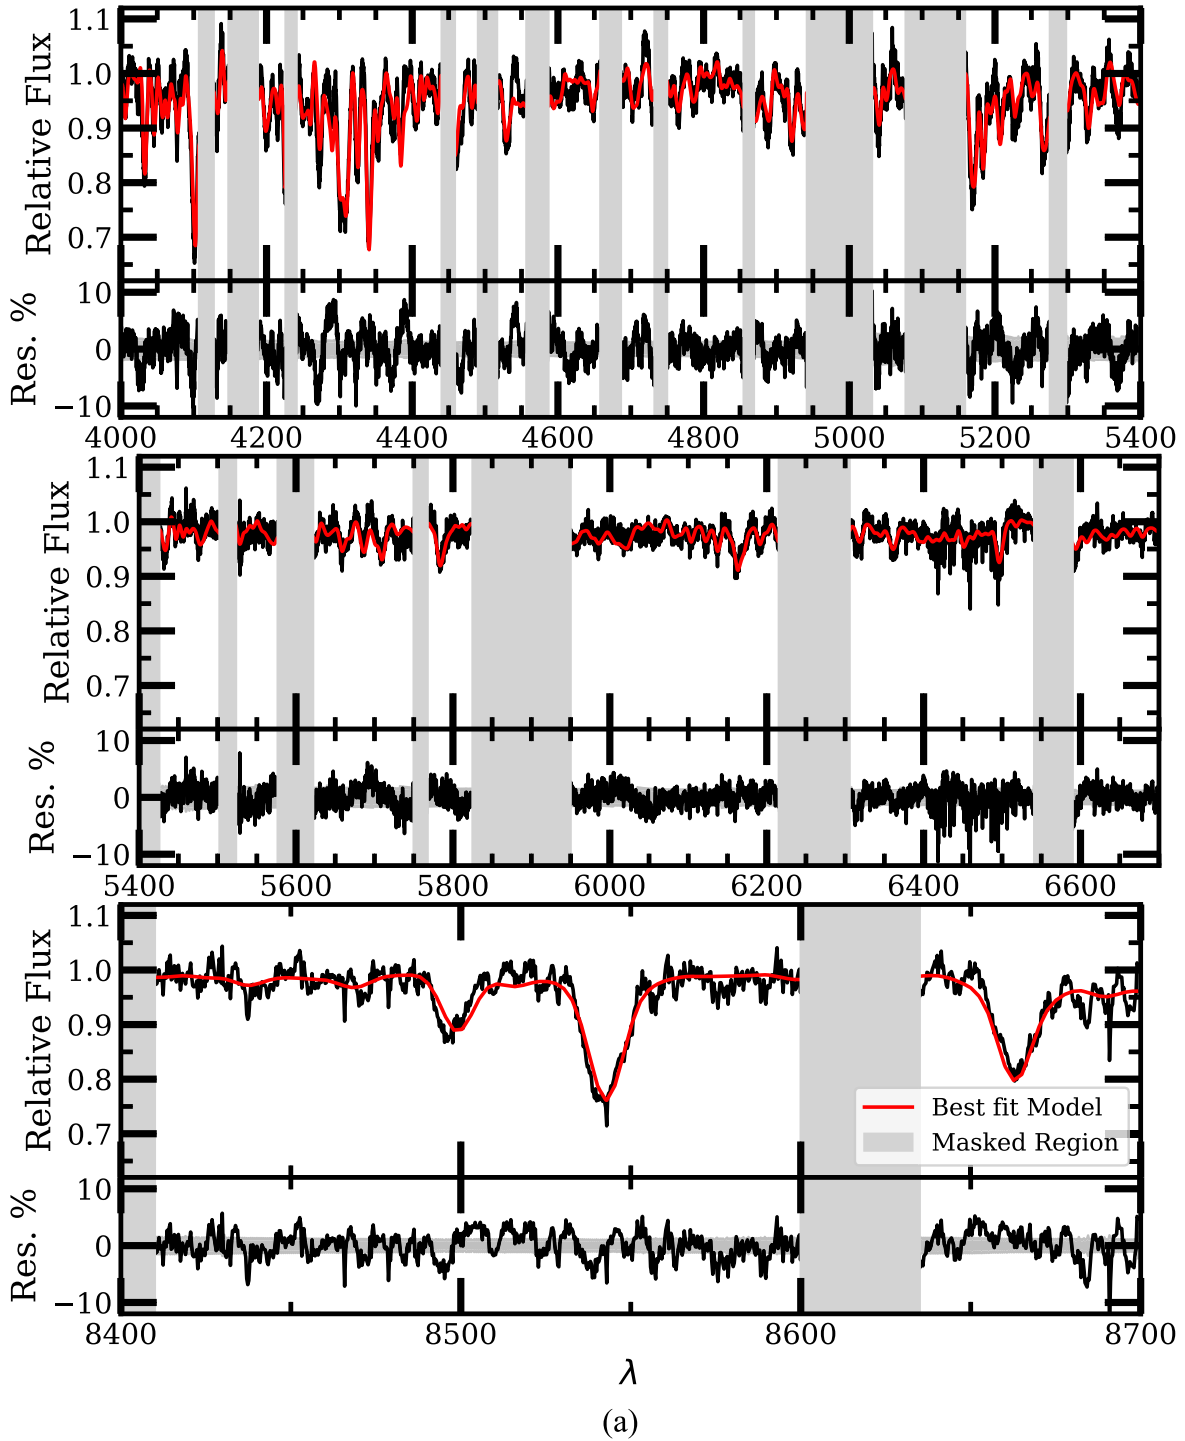 Relative Flux
1.1
1.0
0.9
0.8
0.7
Res. %
10
0
−10
4000 4200 4400 4600 4800 5000 5200 5400
Relative Flux
1.1
1.0
0.9
0.8
0.7
Res. %
10
0
−10
5400 5600 5800 6000 6200 6400 6600
Relative Flux
1.1
1.0
0.9
0.8
0.7
Best fit Model
Masked Region
Res. %
10
0
−10
8400 8500 8600 8700
λ
(a)